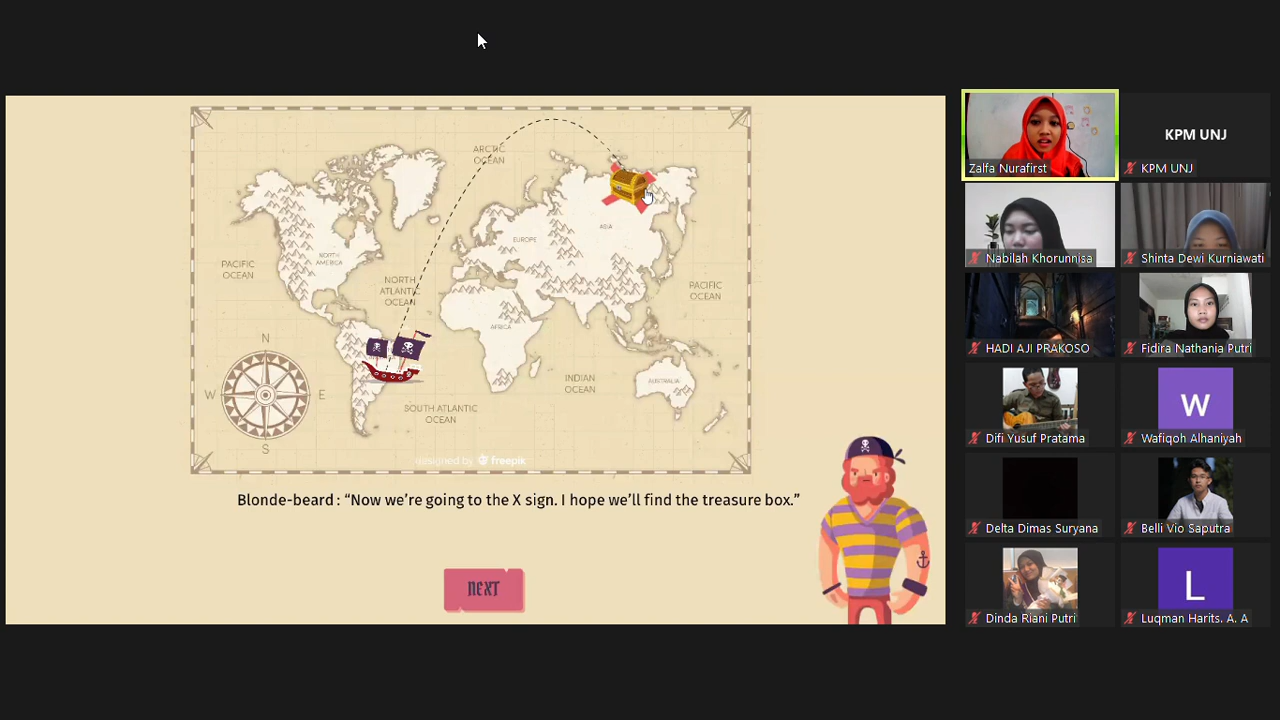 ARCTIC
OCEAN
NORTH
AMERICA
EUROPE
ASIA
PACIFIC
OCEAN
NORTH
ATLANTIC
OCEAN
PACIFIC
OCEAN
AFRICA
INDIAN
OCEAN
AUSTRALIA
SOUTH ATLANTIC
OCEAN
N
W E
S
designed by freepik
Blonde-beard : “Now we’re going to the X sign. I hope we’ll find the treasure box.”
NEXT
Zalfa Nurafirst
KPM UNJ
KPM UNJ
Nabilah Khorunnisa
Shinta Dewi Kurniawati
HADI AJI PRAKOSO
Fidira Nathania Putri
Difi Yusuf Pratama
W
Wafiqoh Alhaniyah
Delta Dimas Suryana
Belli Vio Saputra
Dinda Riani Putri
L
Luqman Harits. A. A